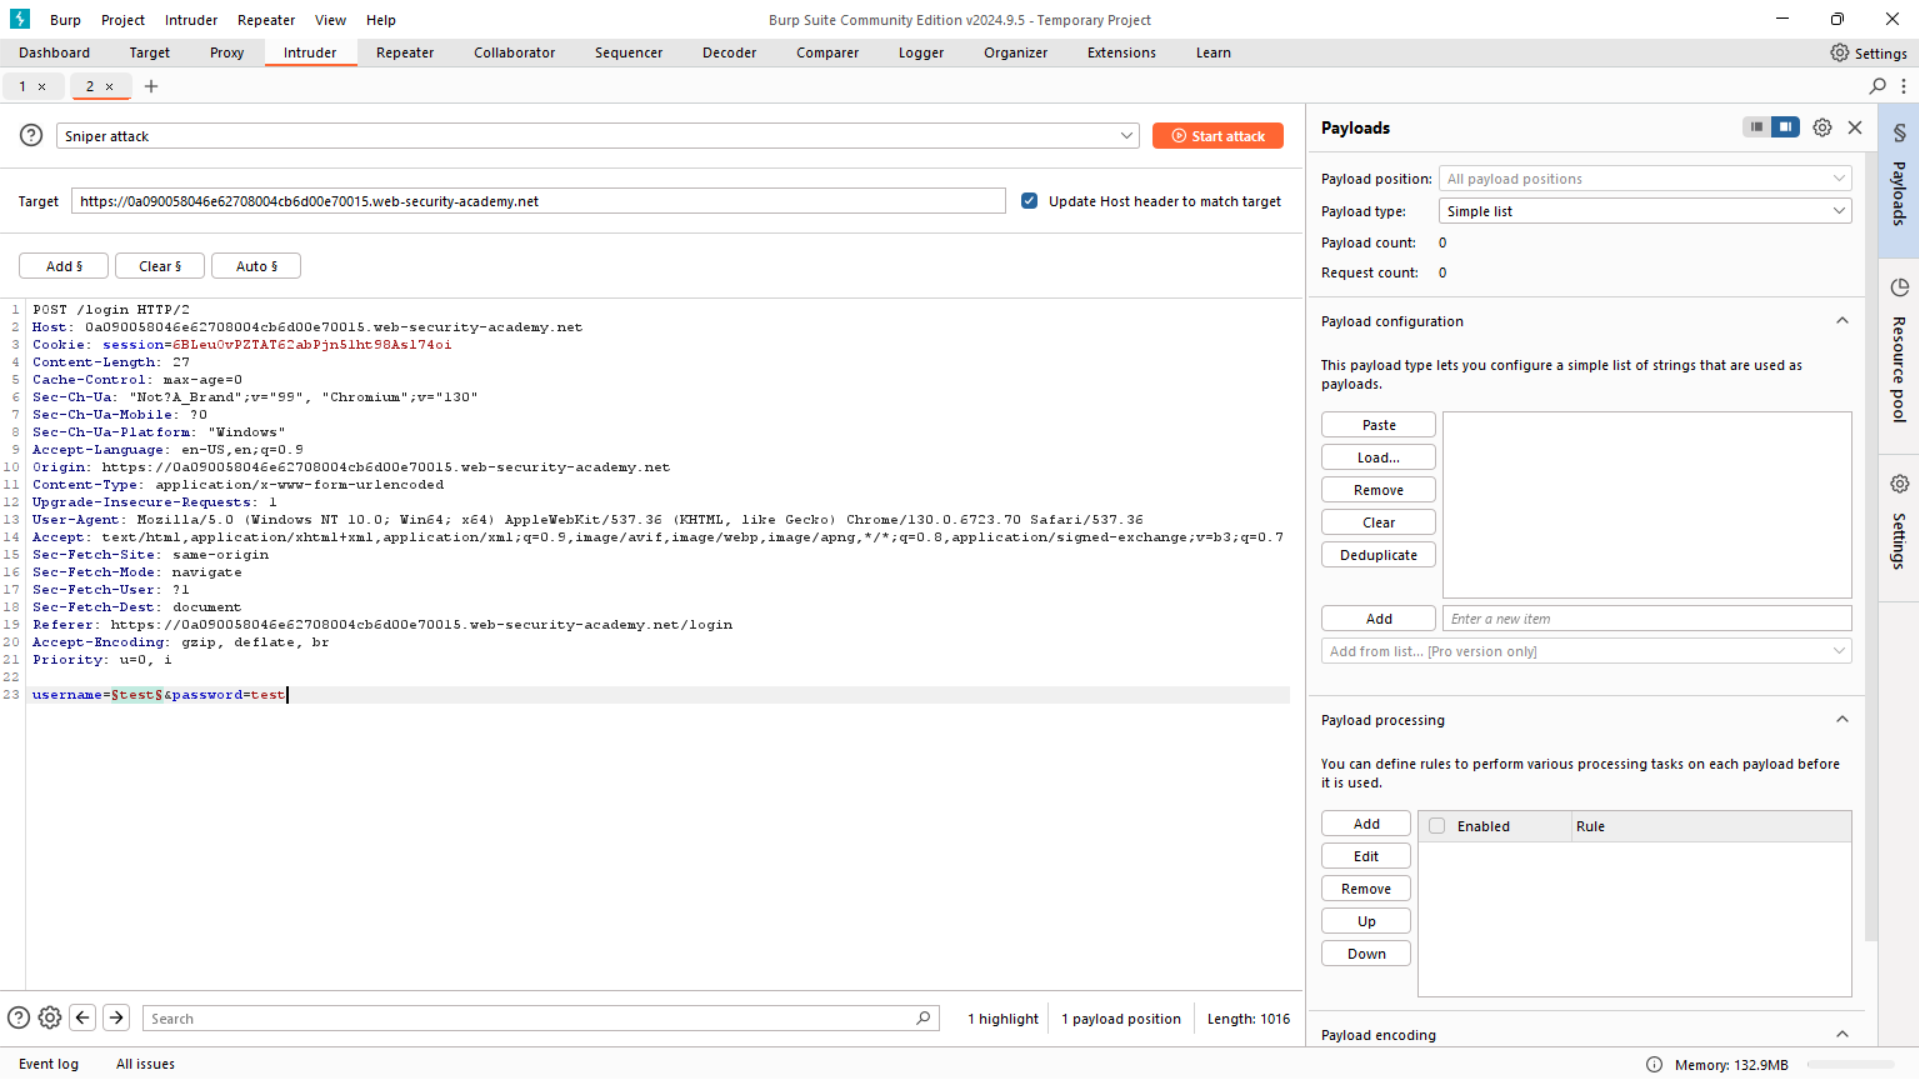 Burp Project Intruder Repeater View Help
Burp Suite Community Edition v2024.9.5 - Temporary Project
Dashboard Target Proxy Intruder Repeater Collaborator Sequencer Decoder Comparer Logger Organizer Extensions Learn
Settings
1 × 2 × +
Sniper attack
Start attack
Target https://0a090058046e62708004cb6d00e70015.web-security-academy.net
Update Host header to match target
Add § Clear § Auto §
1 POST /login HTTP/2
2 Host: 0a090058046e62708004cb6d00e70015.web-security-academy.net
3 Cookie: session=6BLeu0vPZTAT62abPjn5lht98Asl74oi
4 Content-Length: 27
5 Cache-Control: max-age=0
6 Sec-Ch-Ua: "Not?A_Brand";v="99", "Chromium";v="130"
7 Sec-Ch-Ua-Mobile: ?0
8 Sec-Ch-Ua-Platform: "Windows"
9 Accept-Language: en-US,en;q=0.9
10 Origin: https://0a090058046e62708004cb6d00e70015.web-security-academy.net
11 Content-Type: application/x-www-form-urlencoded
12 Upgrade-Insecure-Requests: 1
13 User-Agent: Mozilla/5.0 (Windows NT 10.0; Win64; x64) AppleWebKit/537.36 (KHTML, like Gecko) Chrome/130.0.6723.70 Safari/537.36
14 Accept: text/html,application/xhtml+xml,application/xml;q=0.9,image/avif,image/webp,image/apng,*/*;q=0.8,application/signed-exchange;v=b3;q=0.7
15 Sec-Fetch-Site: same-origin
16 Sec-Fetch-Mode: navigate
17 Sec-Fetch-User: ?1
18 Sec-Fetch-Dest: document
19 Referer: https://0a090058046e62708004cb6d00e70015.web-security-academy.net/login
20 Accept-Encoding: gzip, deflate, br
21 Priority: u=0, i
22
23 username=§test§&password=test
Search
1 highlight
1 payload position
Length: 1016
Payloads
Payload position: All payload positions
Payload type: Simple list
Payload count: 0
Request count: 0
Payload configuration
This payload type lets you configure a simple list of strings that are used as
payloads.
Paste
Load...
Remove
Clear
Deduplicate
Add Enter a new item
Add from list... [Pro version only]
Payload processing
You can define rules to perform various processing tasks on each payload before
it is used.
Add
Enabled Rule
Edit
Remove
Up
Down
Payload encoding
§ Payloads
Resource pool
Settings
Event log All issues
Memory: 132.9MB